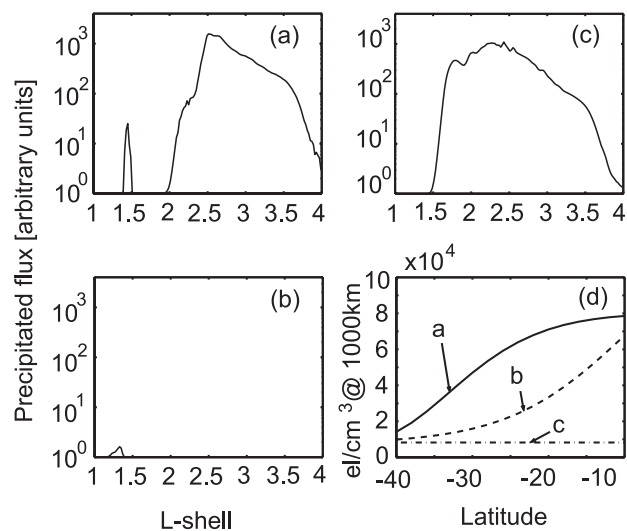 (a)
Precipitated flux [arbitrary units]
10³
10²
10¹
10⁰
1 1.5 2 2.5 3 3.5 4
(c)
10³
10²
10¹
10⁰
1 1.5 2 2.5 3 3.5 4
(b)
10³
10²
10¹
10⁰
1 1.5 2 2.5 3 3.5 4
L-shell
x10⁴
(d)
el/cm ³@ 1000km
10
8
6
4
2
0
a
b
c
-40 -30 -20 -10
Latitude